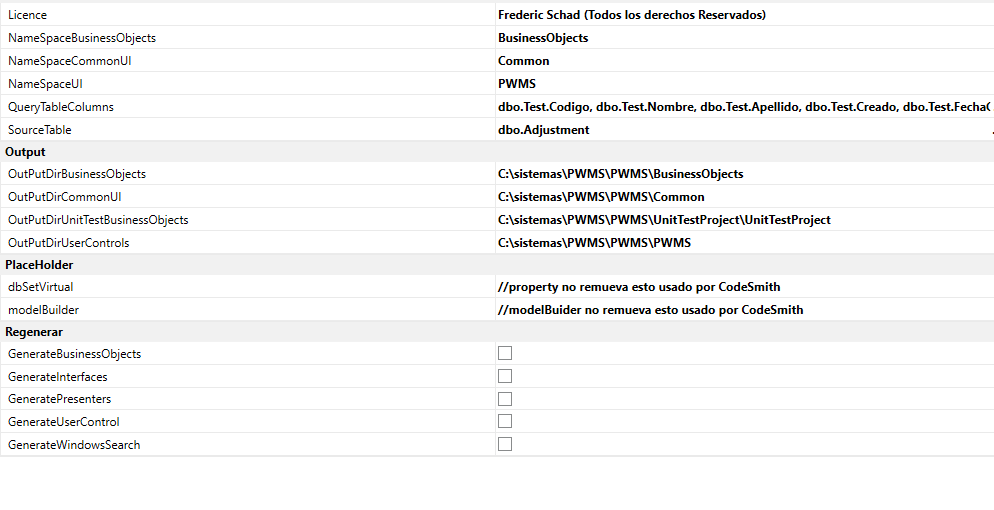 Licence Frederic Schad (Todos los derechos Reservados)
NameSpaceBusinessObjects BusinessObjects
NameSpaceCommonUI Common
NameSpaceUI PWMS
QueryTableColumns dbo.Test.Codigo, dbo.Test.Nombre, dbo.Test.Apellido, dbo.Test.Creado, dbo.Test.FechaC
SourceTable dbo.Adjustment
Output
OutPutDirBusinessObjects C:\sistemas\PWMS\PWMS\BusinessObjects
OutPutDirCommonUI C:\sistemas\PWMS\PWMS\Common
OutPutDirUnitTestBusinessObjects C:\sistemas\PWMS\PWMS\UnitTestProject\UnitTestProject
OutPutDirUserControls C:\sistemas\PWMS\PWMS\PWMS
PlaceHolder
dbSetVirtual //property no remueva esto usado por CodeSmith
modelBuilder //modelBuider no remueva esto usado por CodeSmith
Regenerar
GenerateBusinessObjects
GenerateInterfaces
GeneratePresenters
GenerateUserControl
GenerateWindowsSearch